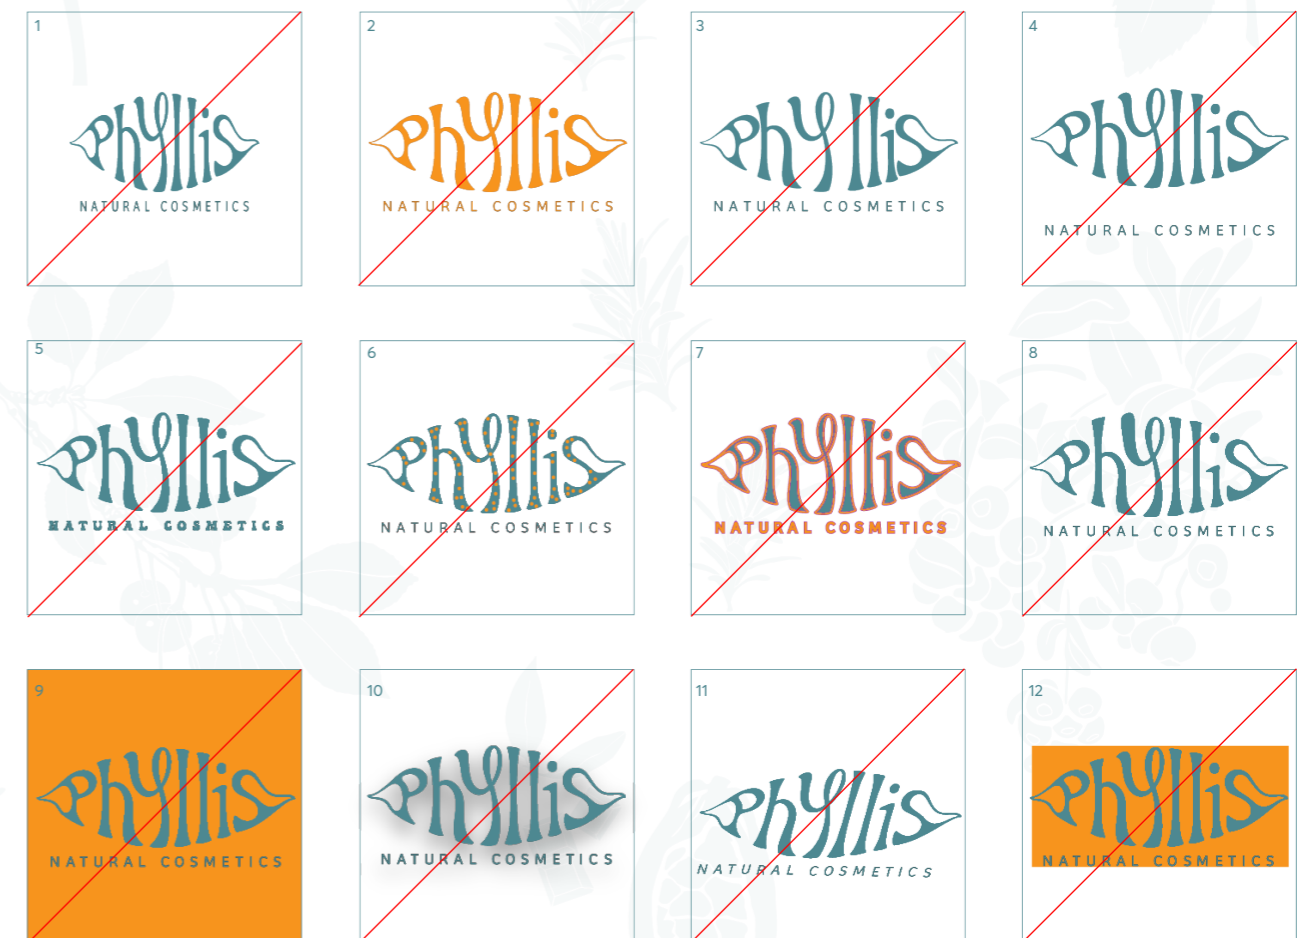 1
Phyllis
NATURAL COSMETICS
2
Phyllis
NATURAL COSMETICS
3
Phyllis
NATURAL COSMETICS
4
Phyllis
NATURAL COSMETICS
5
Phyllis
NATURAL COSMETICS
6
Phyllis
NATURAL COSMETICS
7
Phyllis
NATURAL COSMETICS
8
Phyllis
NATURAL COSMETICS
9
Phyllis
NATURAL COSMETICS
10
Phyllis
NATURAL COSMETICS
11
Phyllis
NATURAL COSMETICS
12
Phyllis
NATURAL COSMETICS